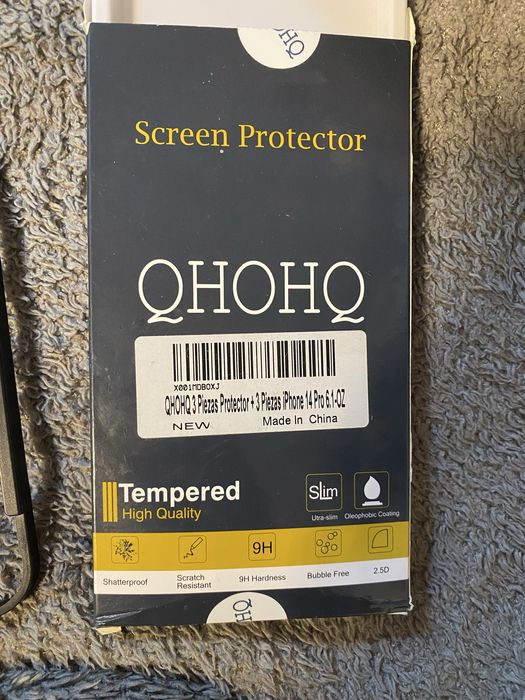 QHOHQ
Screen Protector
QHOHQ
X001MDBOXJ
QHOHQ 3 Piezas Protector + 3 Piezas iPhone 14 Pro 6.1-OZ
NEW Made In China
Tempered
High Quality
Slim
Utra-slim
Oleophobic Coating
9H
Shatterproof
Scratch
Resistant
9H Hardness
Bubble Free
2.5D
QH